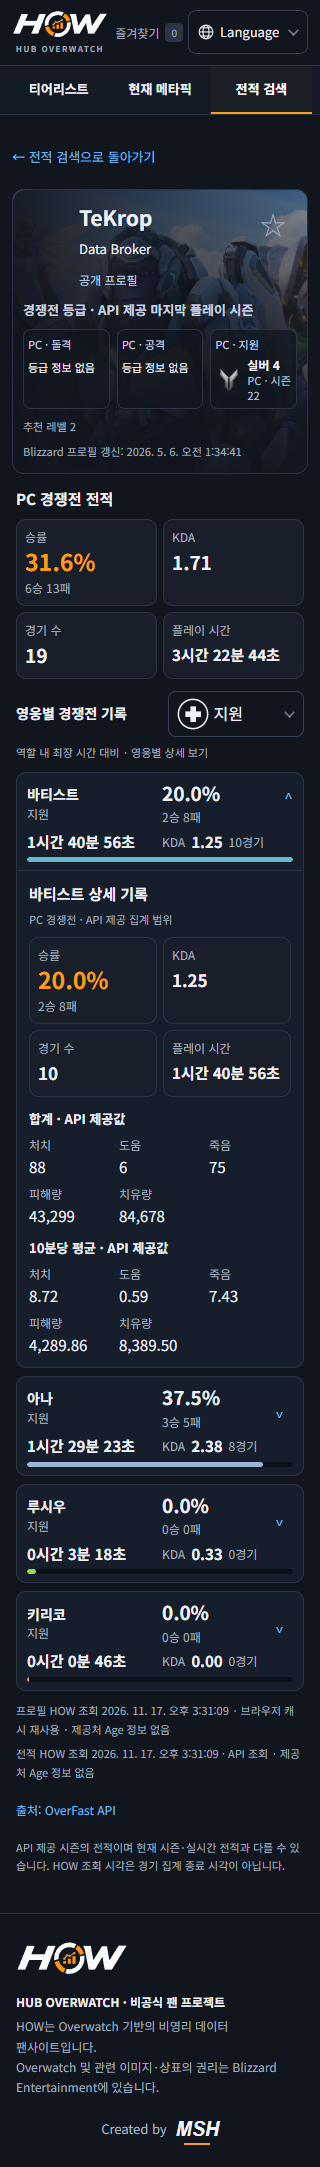 HOW
HUB OVERWATCH
즐겨찾기 0
Language
티어리스트 현재 메타픽 전적 검색
← 전적 검색으로 돌아가기
TeKrop
Data Broker
공개 프로필
경쟁전 등급 · API 제공 마지막 플레이 시즌
PC · 돌격
등급 정보 없음
PC · 공격
등급 정보 없음
PC · 지원
실버 4
PC · 시즌
22
추천 레벨 2
Blizzard 프로필 갱신: 2026. 5. 6. 오전 1:34:41
PC 경쟁전 전적
승률
31.6%
6승 13패
KDA
1.71
경기 수
19
플레이 시간
3시간 22분 44초
영웅별 경쟁전 기록
지원
역할 내 최장 시간 대비 · 영웅별 상세 보기
바티스트
지원
20.0%
2승 8패
1시간 40분 56초
KDA 1.25 10경기
바티스트 상세 기록
PC 경쟁전 · API 제공 집계 범위
승률
20.0%
2승 8패
KDA
1.25
경기 수
10
플레이 시간
1시간 40분 56초
합계 · API 제공값
처치 도움 죽음
88 6 75
피해량 치유량
43,299 84,678
10분당 평균 · API 제공값
처치 도움 죽음
8.72 0.59 7.43
피해량 치유량
4,289.86 8,389.50
아나
지원
37.5%
3승 5패
1시간 29분 23초
KDA 2.38 8경기
루시우
지원
0.0%
0승 0패
0시간 3분 18초
KDA 0.33 0경기
키리코
지원
0.0%
0승 0패
0시간 0분 46초
KDA 0.00 0경기
프로필 HOW 조회 2026. 11. 17. 오후 3:31:09 · 브라우저 캐
시 재사용 · 제공처 Age 정보 없음
전적 HOW 조회 2026. 11. 17. 오후 3:31:09 · API 조회 · 제공
처 Age 정보 없음
출처: OverFast API
API 제공 시즌의 전적이며 현재 시즌·실시간 전적과 다를 수 있
습니다. HOW 조회 시각은 경기 집계 종료 시각이 아닙니다.
HOW
HUB OVERWATCH · 비공식 팬 프로젝트
HOW는 Overwatch 기반의 비영리 데이터
팬사이트입니다.
Overwatch 및 관련 이미지·상표의 권리는 Blizzard
Entertainment에 있습니다.
Created by MSH